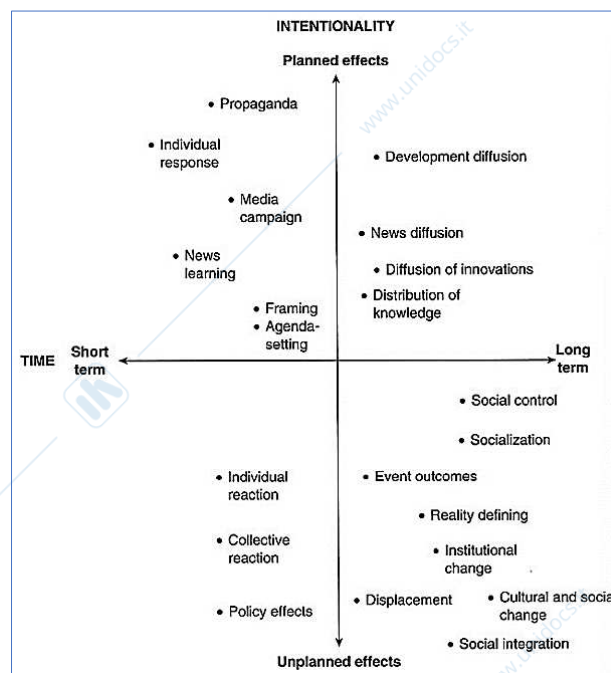 INTENTIONALITY
Planned effects
www.unidocs.it
• Propaganda
• Individual
response
• Development diffusion
• Media
campaign
• News diffusion
• News
learning
• Diffusion of innovations
• Distribution of
knowledge
• Framing
• Agenda-
setting
TIME
Short
term
Long
term
• Social control
• Socialization
• Individual
reaction
• Event outcomes
• Reality defining
• Collective
reaction
• Institutional
change
• Displacement
• Cultural and social
change
• Policy effects
• Social integration
Unplanned effects
www.unidocs.it